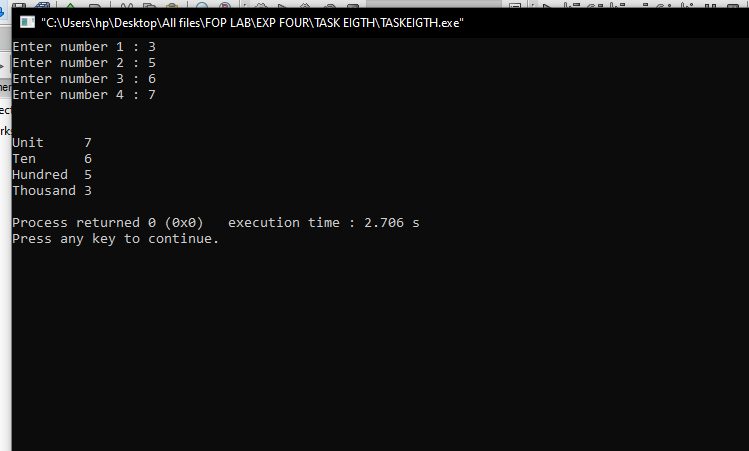 "C:\Users\hp\Desktop\All files\FOP LAB\EXP FOUR\TASK EIGTH\TASKEIGTH.exe"
Enter number 1 : 3
Enter number 2 : 5
Enter number 3 : 6
Enter number 4 : 7
Unit     7
Ten      6
Hundred  5
Thousand 3
Process returned 0 (0x0)   execution time : 2.706 s
Press any key to continue.